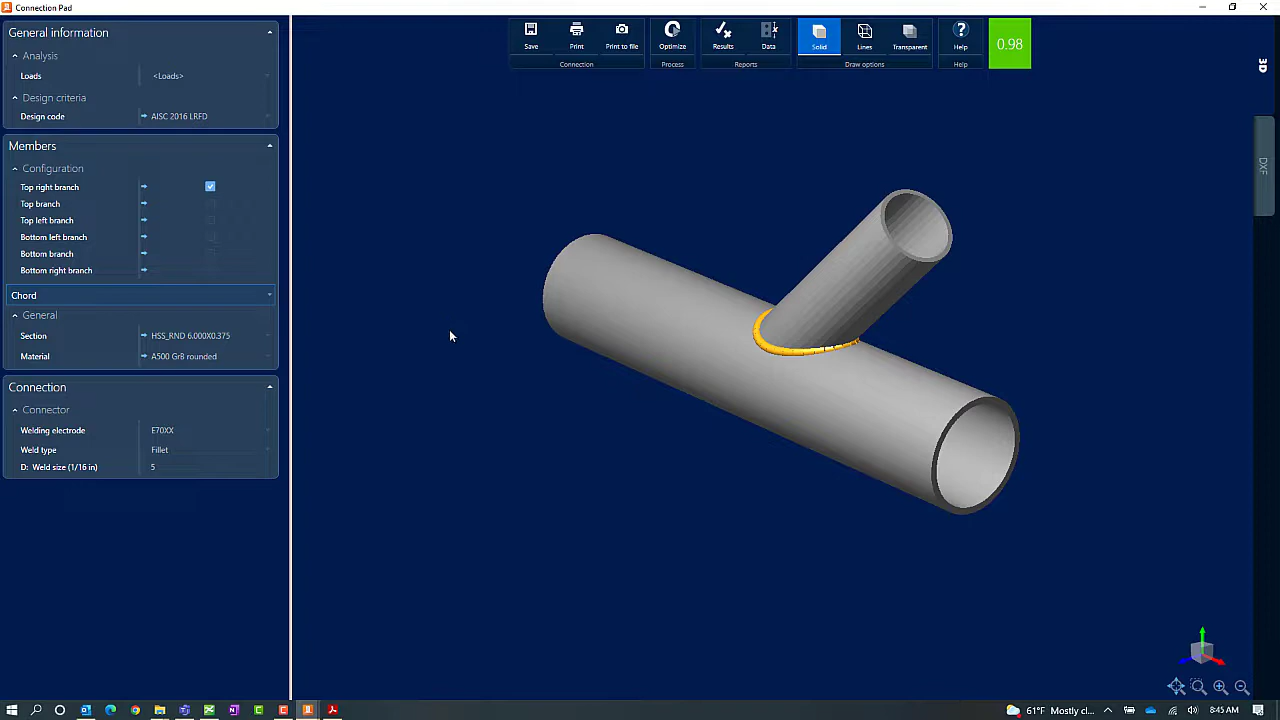 Connection Pad
General information
Analysis
Loads <Loads>
Design criteria
Design code AISC 2016 LRFD
Members
Configuration
Top right branch
Top branch
Top left branch
Bottom left branch
Bottom branch
Bottom right branch
Chord
General
Section HSS_RND 6.000X0.375
Material A500 GrB rounded
Connection
Connector
Welding electrode E70XX
Weld type Fillet
D: Weld size (1/16 in) 5
Save Print Print to file Optimize Results Data Solid Lines Transparent Help 0.98
Connection Process Reports Draw options Help
3D
DXF
61°F Mostly cl... 8:45 AM